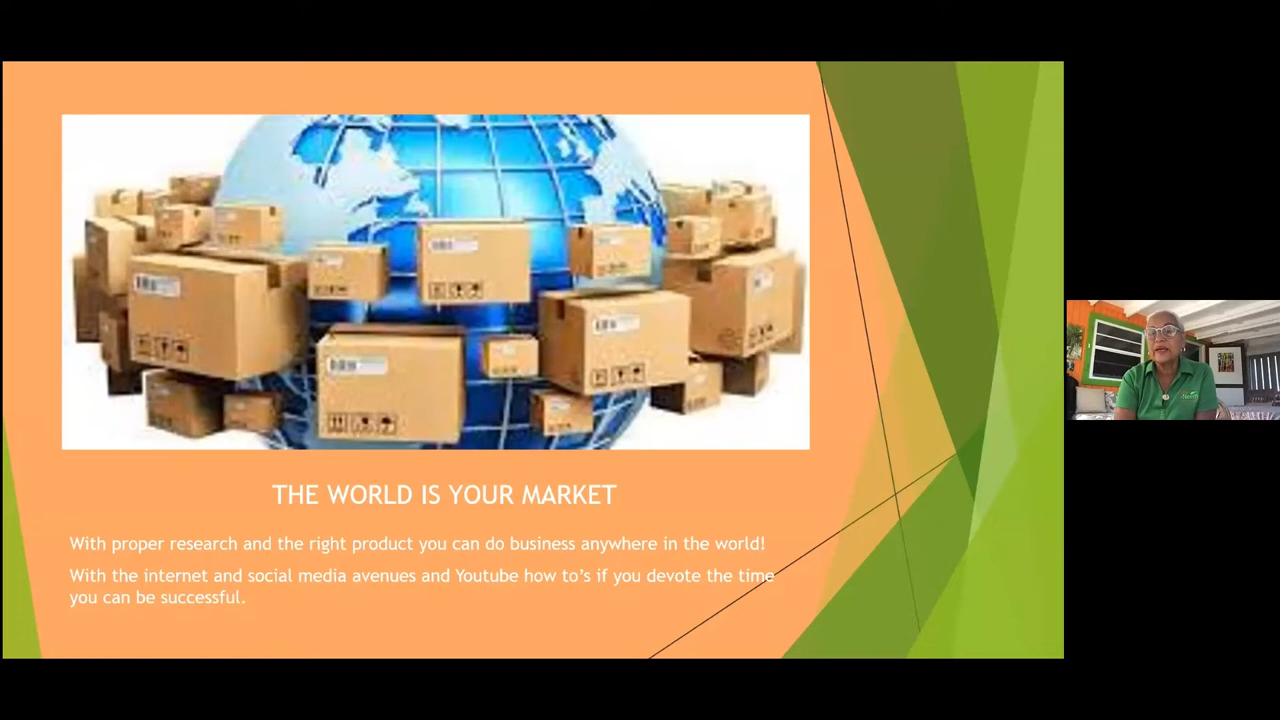 THE WORLD IS YOUR MARKET
With proper research and the right product you can do business anywhere in the world!
With the internet and social media avenues and Youtube how to's if you devote the time
you can be successful.